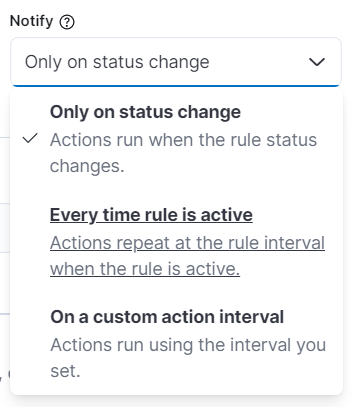 Notify
Only on status change
Only on status change
Actions run when the rule status
changes.
Every time rule is active
Actions repeat at the rule interval
when the rule is active.
On a custom action interval
Actions run using the interval you
set.